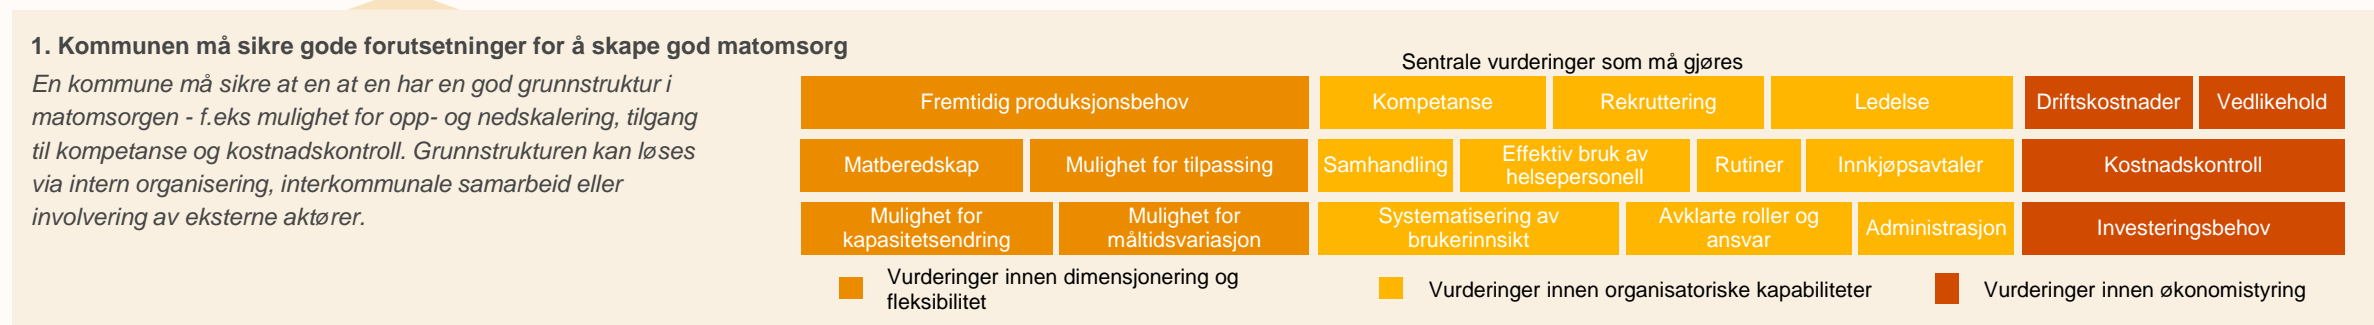 1. Kommunen må sikre gode forutsetninger for å skape god matomsorg
En kommune må sikre at en at en har en god grunnstruktur i
matomsorgen - f.eks mulighet for opp- og nedskalering, tilgang
til kompetanse og kostnadskontroll. Grunnstrukturen kan løses
via intern organisering, interkommunale samarbeid eller
involvering av eksterne aktører.
Sentrale vurderinger som må gjøres
Fremtidig produksjonsbehov
Kompetanse
Rekruttering
Ledelse
Driftskostnader
Vedlikehold
Matberedskap
Mulighet for tilpassing
Samhandling
Effektiv bruk av
helsepersonell
Rutiner
Innkjøpsavtaler
Kostnadskontroll
Mulighet for
kapasitetsendring
Mulighet for
måltidsvariasjon
Systematisering av
brukerinnsikt
Avklarte roller og
ansvar
Administrasjon
Investeringsbehov
Vurderinger innen dimensjonering og
fleksibilitet
Vurderinger innen organisatoriske kapabiliteter
Vurderinger innen økonomistyring